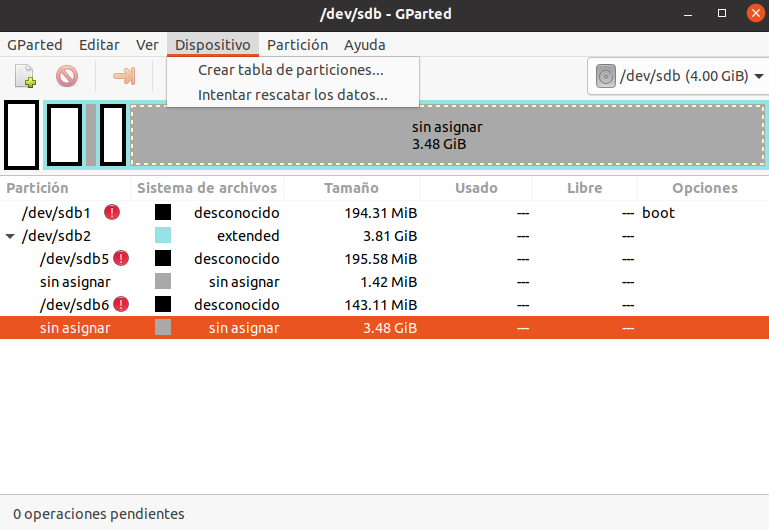 /dev/sdb - GParted
GParted Editar Ver Dispositivo Partición Ayuda
Crear tabla de particiones...
Intentar rescatar los datos...
/dev/sdb (4.00 GiB)
sin asignar
3.48 GiB
Partición Sistema de archivos Tamaño Usado Libre Opciones
/dev/sdb1 desconocido 194.31 MiB --- --- boot
/dev/sdb2 extended 3.81 GiB --- ---
/dev/sdb5 desconocido 195.58 MiB --- ---
sin asignar sin asignar 1.42 MiB --- ---
/dev/sdb6 desconocido 143.11 MiB --- ---
sin asignar sin asignar 3.48 GiB --- ---
0 operaciones pendientes